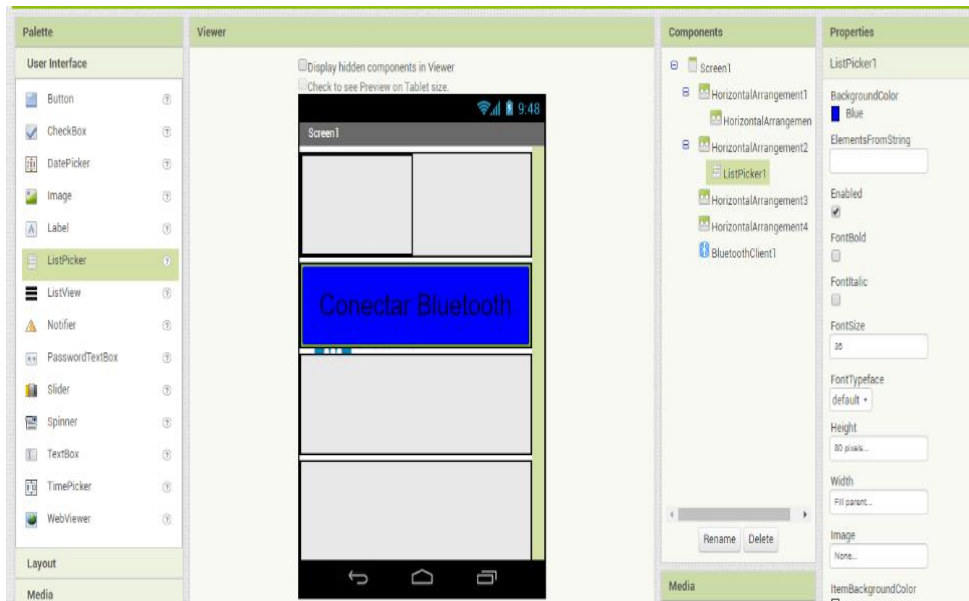 Palette
User Interface
Button
CheckBox
DatePicker
Image
Label
ListPicker
ListView
Notifier
PasswordTextBox
Slider
Spinner
TextBox
TimePicker
WebViewer
Layout
Media
Viewer
Display hidden components in Viewer
Check to see Preview on Tablet size.
9:48
Screen1
Conectar Bluetooth
Components
Screen1
HorizontalArrangement1
HorizontalArrangemen
HorizontalArrangement2
ListPicker1
HorizontalArrangement3
HorizontalArrangement4
BluetoothClient1
Rename Delete
Media
Properties
ListPicker1
BackgroundColor
Blue
ElementsFromString
Enabled
FontBold
FontItalic
FontSize
35
FontTypeface
default
Height
80 pixels...
Width
Fill parent...
Image
None...
ItemBackgroundColor